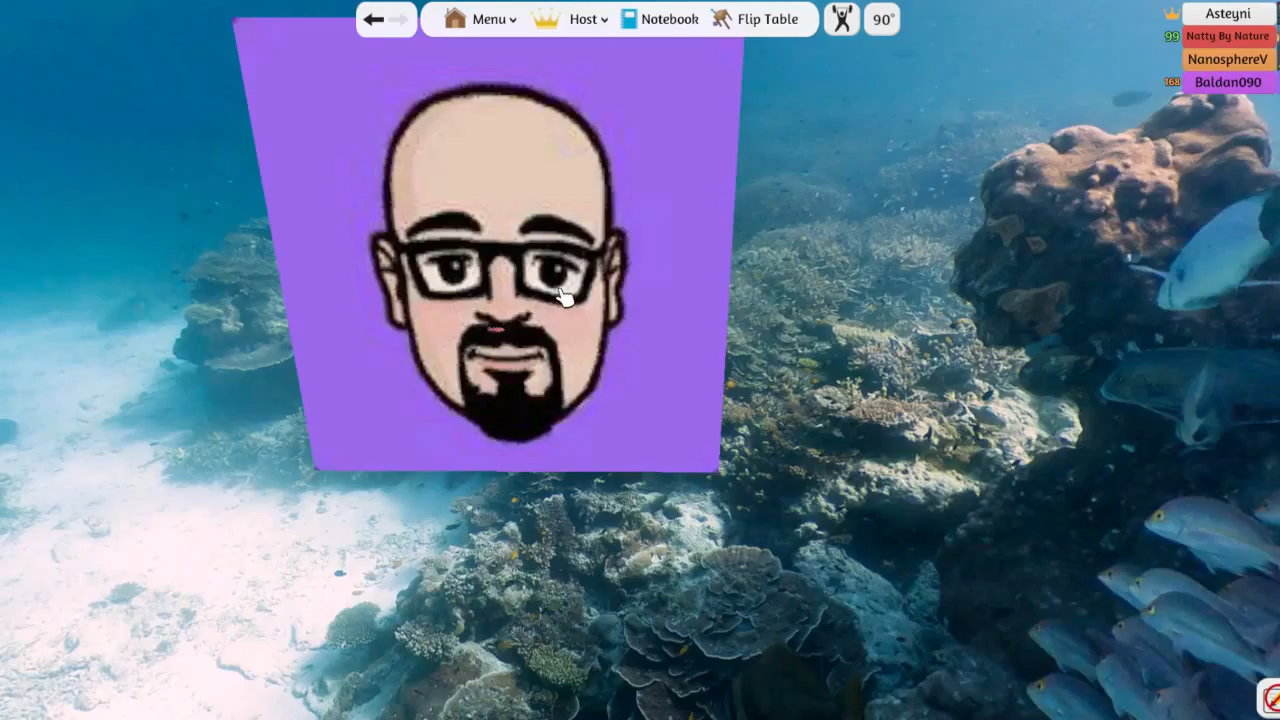 Menu
Host
Notebook
Flip Table
90°
Asteyni
99 Natty By Nature
NanosphereV
168 Baldan090